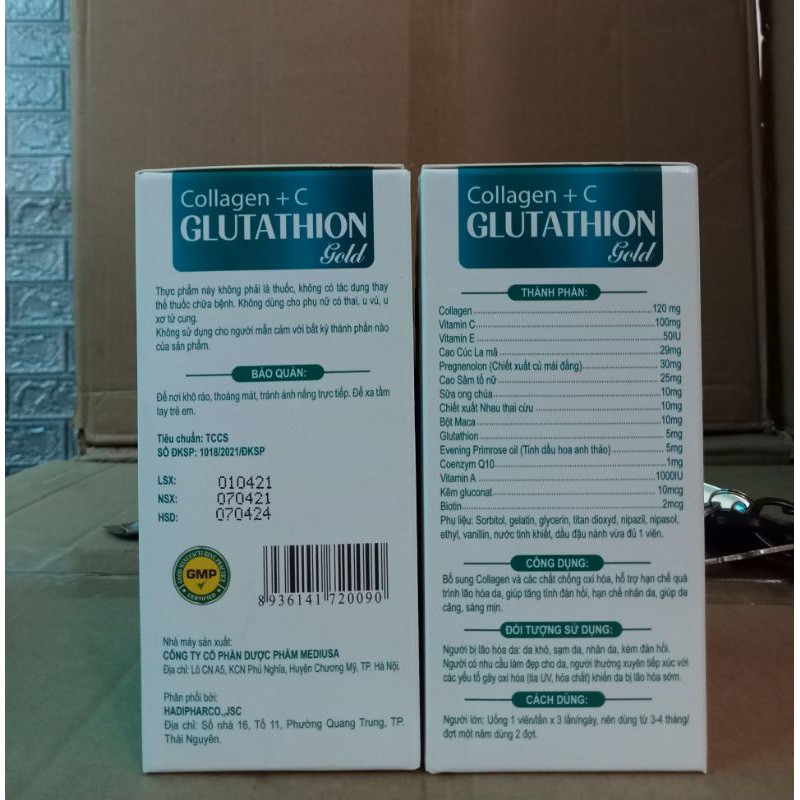 Collagen + C
GLUTATHION
Gold
Thực phẩm này không phải là thuốc, không có tác dụng thay
thế thuốc chữa bệnh. Không dùng cho phụ nữ có thai, u vú, u
xơ tử cung.
Không sử dụng cho người mẫn cảm với bất kỳ thành phần nào
của sản phẩm.
BẢO QUẢN:
Để nơi khô ráo, thoáng mát, tránh ánh nắng trực tiếp. Để xa tầm
tay trẻ em.
Tiêu chuẩn: TCCS
SỐ ĐKSP: 1018/2021/ĐKSP
LSX: 010421
NSX: 070421
HSD: 070424
GOOD MANUFACTURING PRACTICE
GMP
CERTIFIED
8 936141 720090
Nhà máy sản xuất:
CÔNG TY CỔ PHẦN DƯỢC PHẨM MEDIUSA
Địa chỉ: Lô CN A5, KCN Phú Nghĩa, Huyện Chương Mỹ, TP. Hà Nội.
Phân phối bởi:
HADIPHARCO.,JSC
Địa chỉ: Số nhà 16, Tổ 11, Phường Quang Trung, TP.
Thái Nguyên.
Collagen + C
GLUTATHION
Gold
THÀNH PHẦN:
Collagen 120 mg
Vitamin C 100mg
Vitamin E 50IU
Cao Cúc La mã 29mg
Pregnenolon (Chiết xuất củ mài đắng) 30mg
Cao Sâm tố nữ 25mg
Sữa ong chúa 10mg
Chiết xuất Nhau thai cừu 10mg
Bột Maca 10mg
Glutathion 5mg
Evening Primrose oil (Tinh dầu hoa anh thảo) 5mg
Coenzym Q10 1mg
Vitamin A 1000IU
Kẽm gluconat 10mcg
Biotin 2mcg
Phụ liệu: Sorbitol, gelatin, glycerin, titan dioxyd, nipazil, nipasol,
ethyl, vanillin, nước tinh khiết, dầu đậu nành vừa đủ 1 viên.
CÔNG DỤNG:
Bổ sung Collagen và các chất chống oxi hóa, hỗ trợ hạn chế quá
trình lão hóa da, giúp tăng tính đàn hồi, hạn chế nhăn da, giúp da
căng, sáng mịn.
ĐỐI TƯỢNG SỬ DỤNG:
Người bị lão hóa da: da khô, sạm da, nhăn da, kém đàn hồi.
Người có nhu cầu làm đẹp cho da, người thường xuyên tiếp xúc với
các yếu tố gây oxi hóa (tia UV, hóa chất) khiến da bị lão hóa sớm.
CÁCH DÙNG:
Người lớn: Uống 1 viên/lần x 3 lần/ngày, nên dùng từ 3-4 tháng/
đợt một năm dùng 2 đợt.